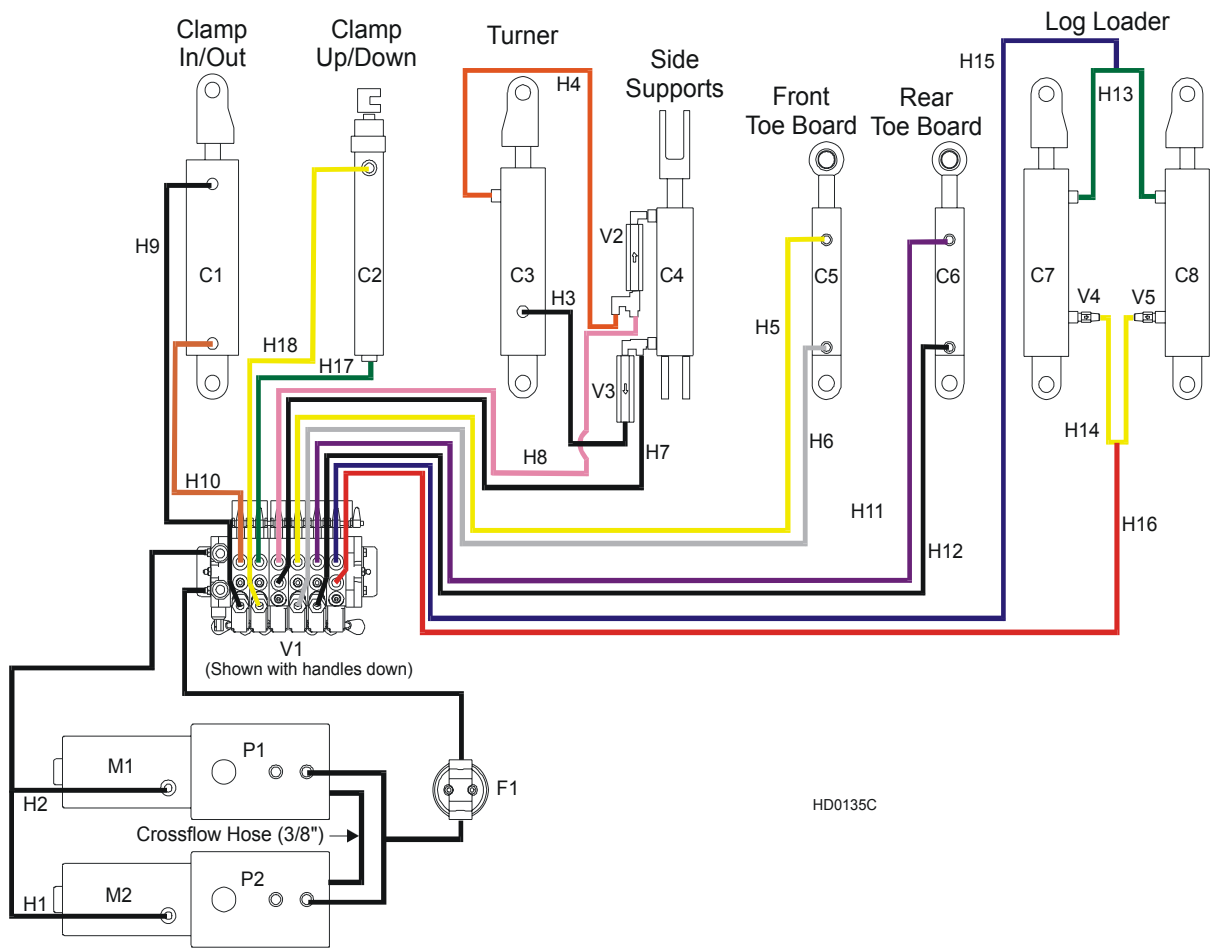 Clamp
In/Out
Clamp
Up/Down
Turner
Side
Supports
Front
Toe Board
Rear
Toe Board
Log Loader
H15
H4
H13
H9
V2
C1
C2
C3
C4
C5
C6
C7
C8
H3
V4
V5
H5
H18
H17
V3
H14
H6
H8
H7
H10
H11
H16
H12
V1
(Shown with handles down)
M1
P1
F1
H2
HD0135C
Crossflow Hose (3/8")
M2
P2
H1